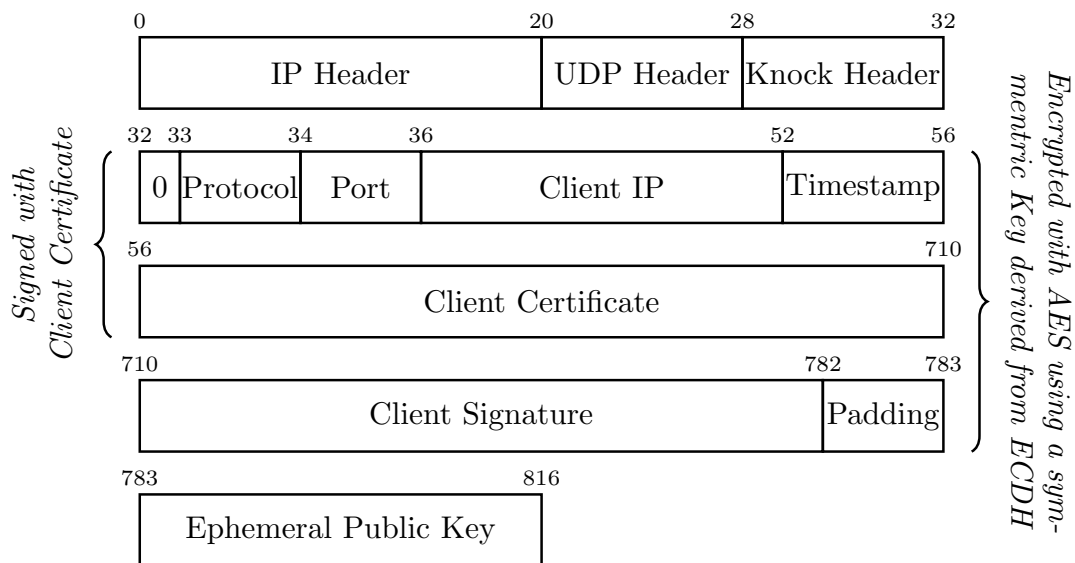 0 20 28 32
IP Header UDP Header Knock Header
32 33 34 36 52 56
0 Protocol Port Client IP Timestamp
56 710
Client Certificate
710 782 783
Client Signature Padding
783 816
Ephemeral Public Key
Signed with
Client Certificate
Encrypted with AES using a sym-
mentric Key derived from ECDH